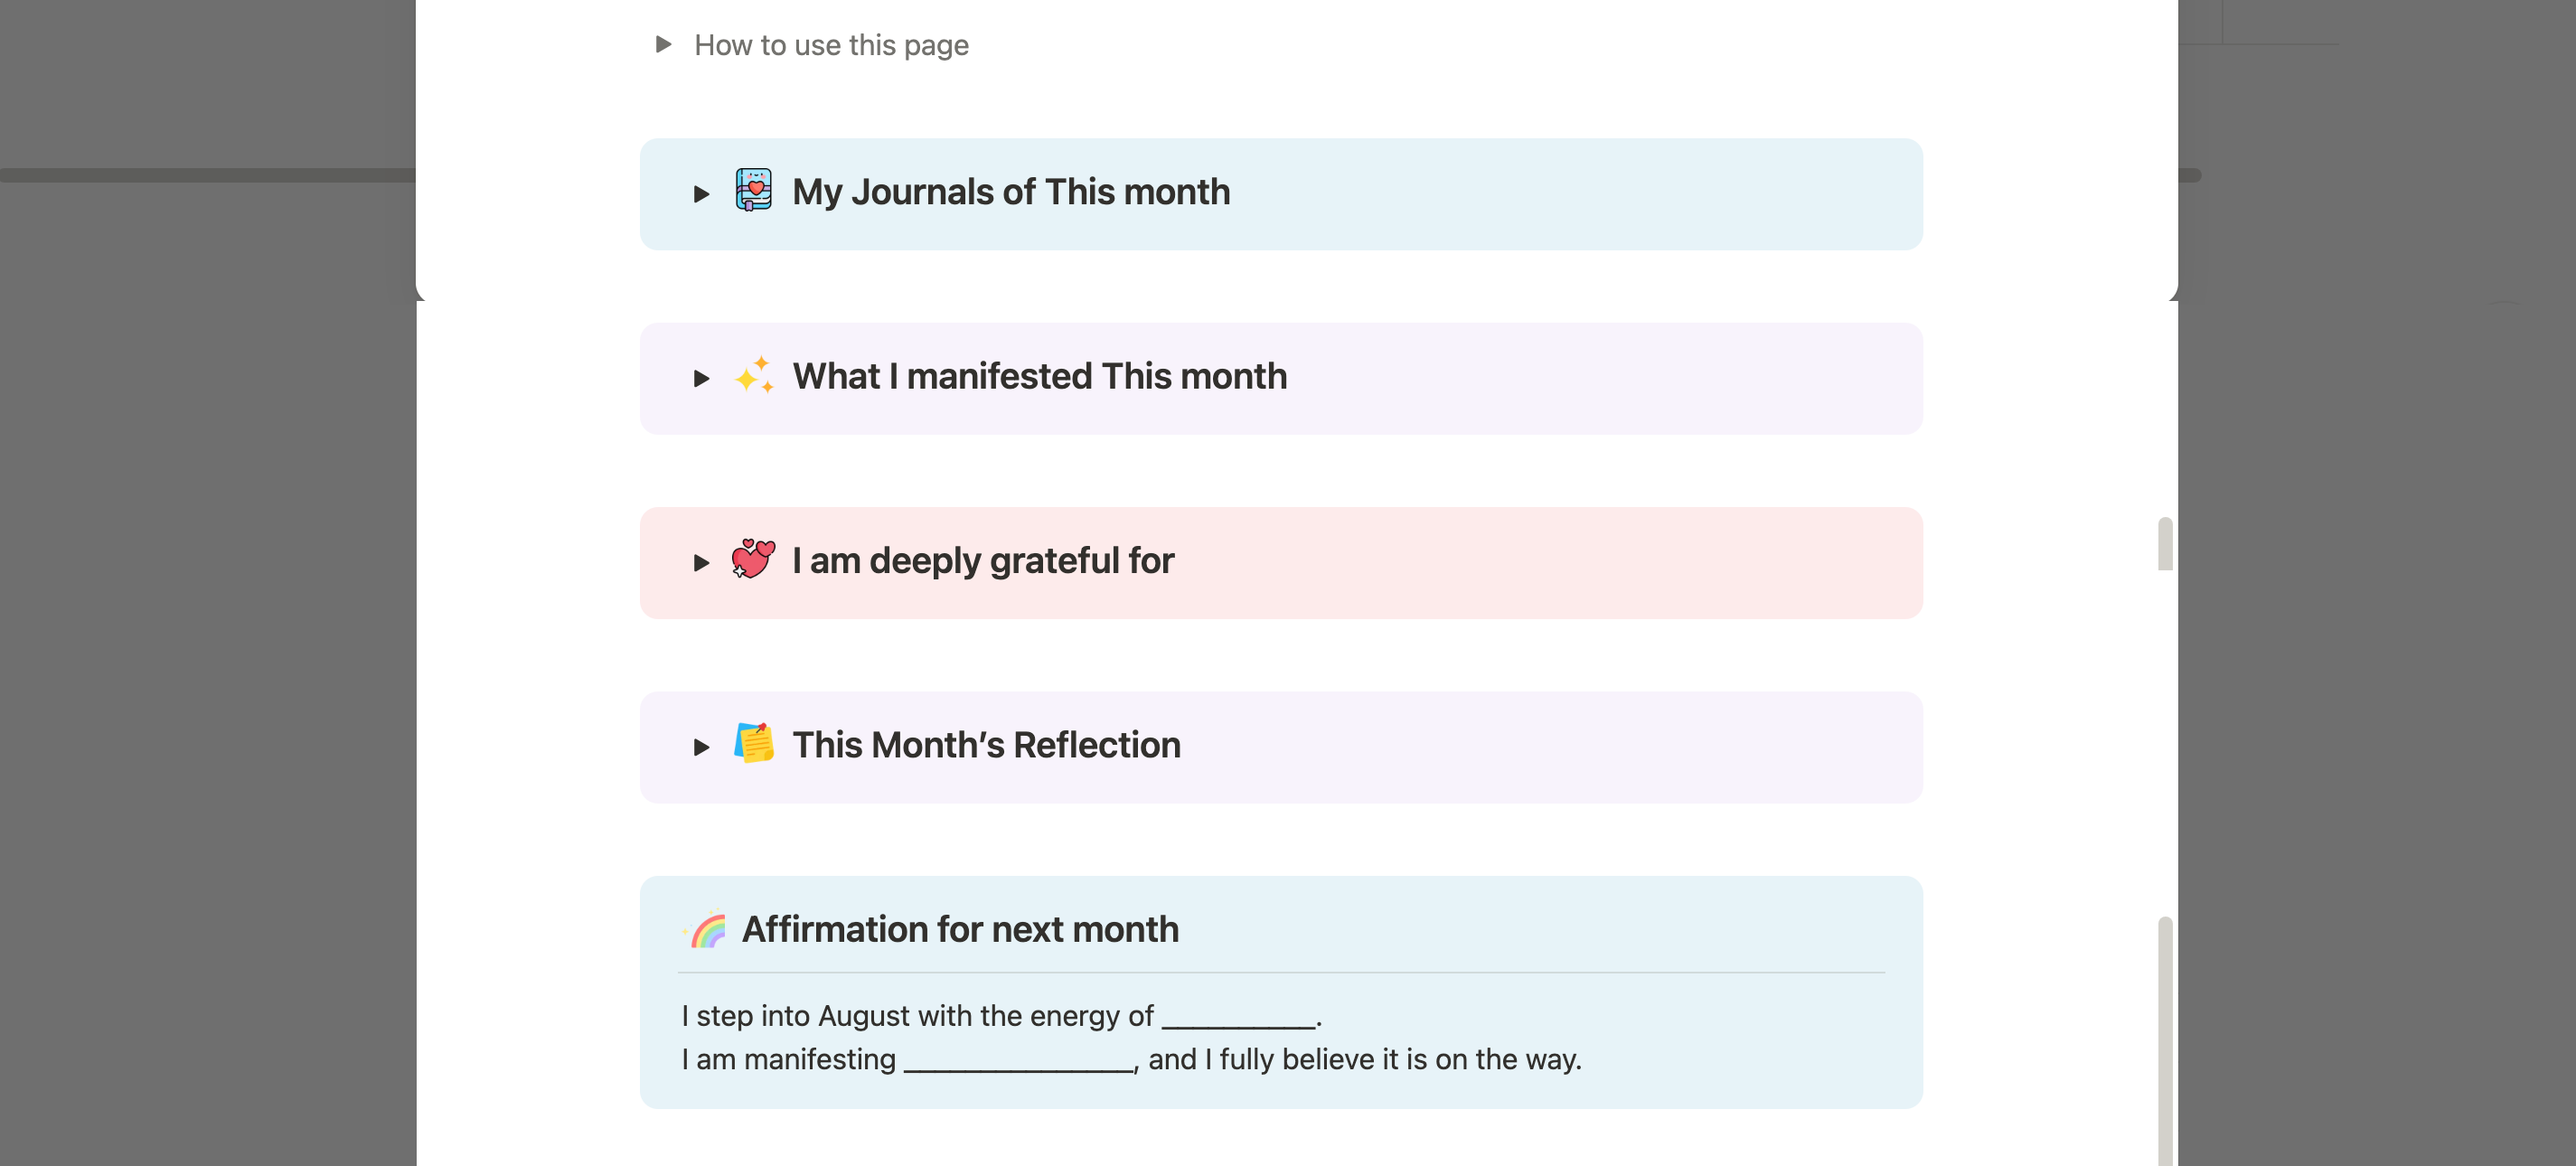 How to use this page
My Journals of This month
What I manifested This month
I am deeply grateful for
This Month’s Reflection
Affirmation for next month
I step into August with the energy of __________.
I am manifesting _______________, and I fully believe it is on the way.